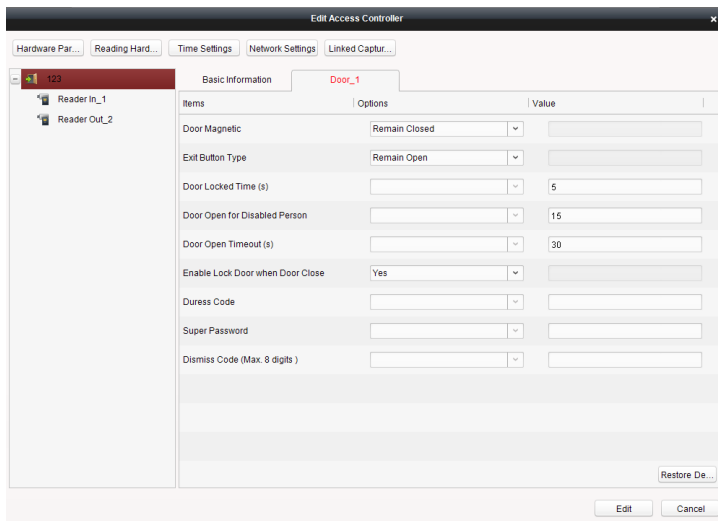 Edit Access Controller
Hardware Par... Reading Hard... Time Settings Network Settings Linked Captur...
123
Reader In_1
Reader Out_2
Basic Information Door_1
Items Options Value
Door Magnetic Remain Closed
Exit Button Type Remain Open
Door Locked Time (s) 5
Door Open for Disabled Person 15
Door Open Timeout (s) 30
Enable Lock Door when Door Close Yes
Duress Code
Super Password
Dismiss Code (Max. 8 digits )
Restore De...
Edit Cancel